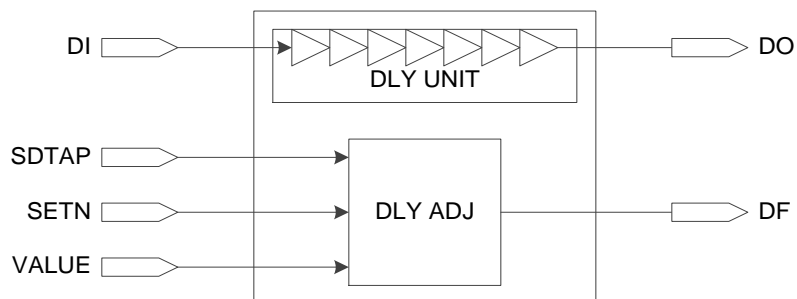 DI
DO
DLY UNIT
SDTAP
SETN
DLY ADJ
DF
VALUE